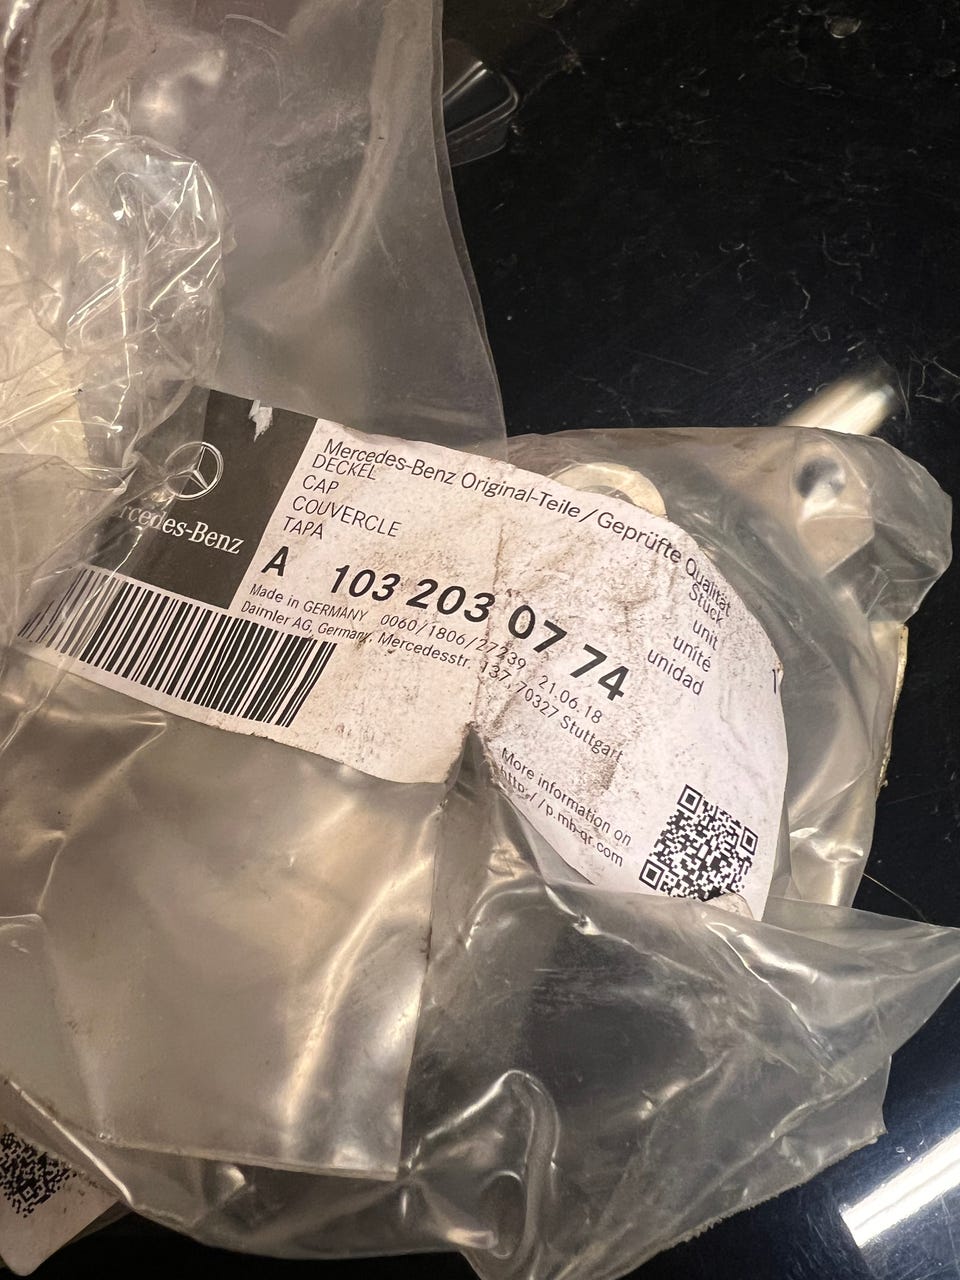 Mercedes-Benz
Mercedes-Benz Original-Teile / Geprüfte Qualität
DECKEL
CAP
COUVERCLE
TAPA
Stück
unit
unité
unidad
1
A 103 203 07 74
Made in GERMANY 0060/1806/27239 21.06.18
Daimler AG, Germany, Mercedesstr. 137, 70327 Stuttgart
More information on
http://p.mb-qr.com